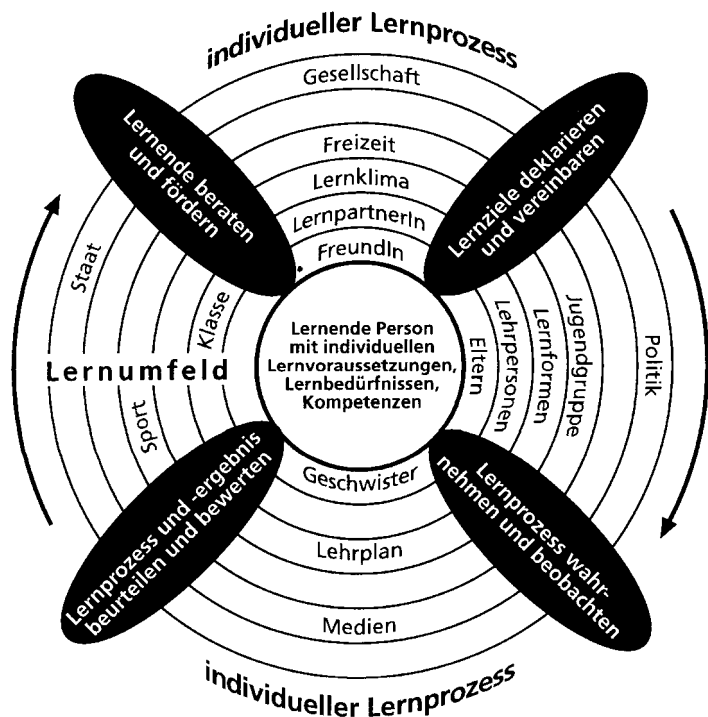 individueller Lernprozess
Gesellschaft
Lernende beraten
und fördern
Lernziele deklarieren
und vereinbaren
Freizeit
Lernklima
LernpartnerIn
FreundIn
Staat
Klasse
Lernumfeld
Sport
Lernende Person
mit individuellen
Lernvoraussetzungen,
Lernbedürfnissen,
Kompetenzen
Eltern
Lehrpersonen
Lernformen
Jugendgruppe
Politik
Lernprozess und -ergebnis
beurteilen und bewerten
Lernprozess wahr-
nehmen und beobachten
Geschwister
Lehrplan
Medien
individueller Lernprozess